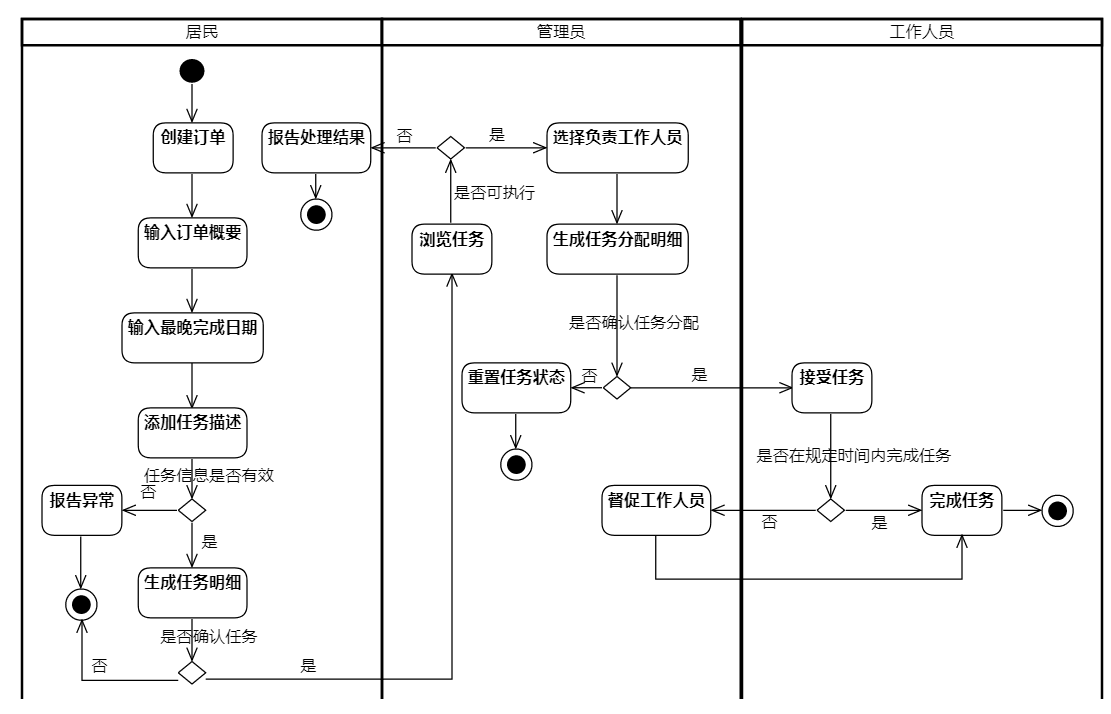 居民
管理员
工作人员
创建订单
输入订单概要
输入最晚完成日期
添加任务描述
任务信息是否有效
否
报告异常
是
生成任务明细
是否确认任务
否
是
报告处理结果
否
是
是否可执行
浏览任务
选择负责工作人员
生成任务分配明细
是否确认任务分配
重置任务状态
否
是
接受任务
是否在规定时间内完成任务
督促工作人员
否
是
完成任务